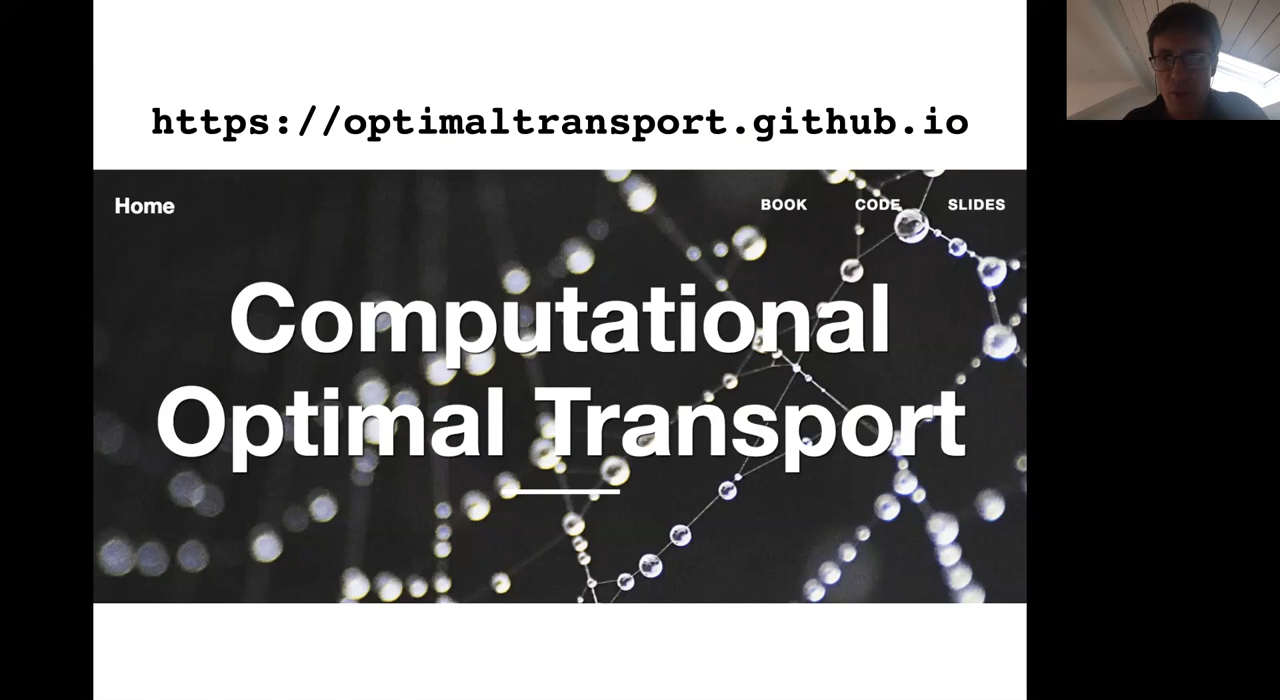 https://optimaltransport.github.io
Home BOOK CODE SLIDES
Computational
Optimal Transport